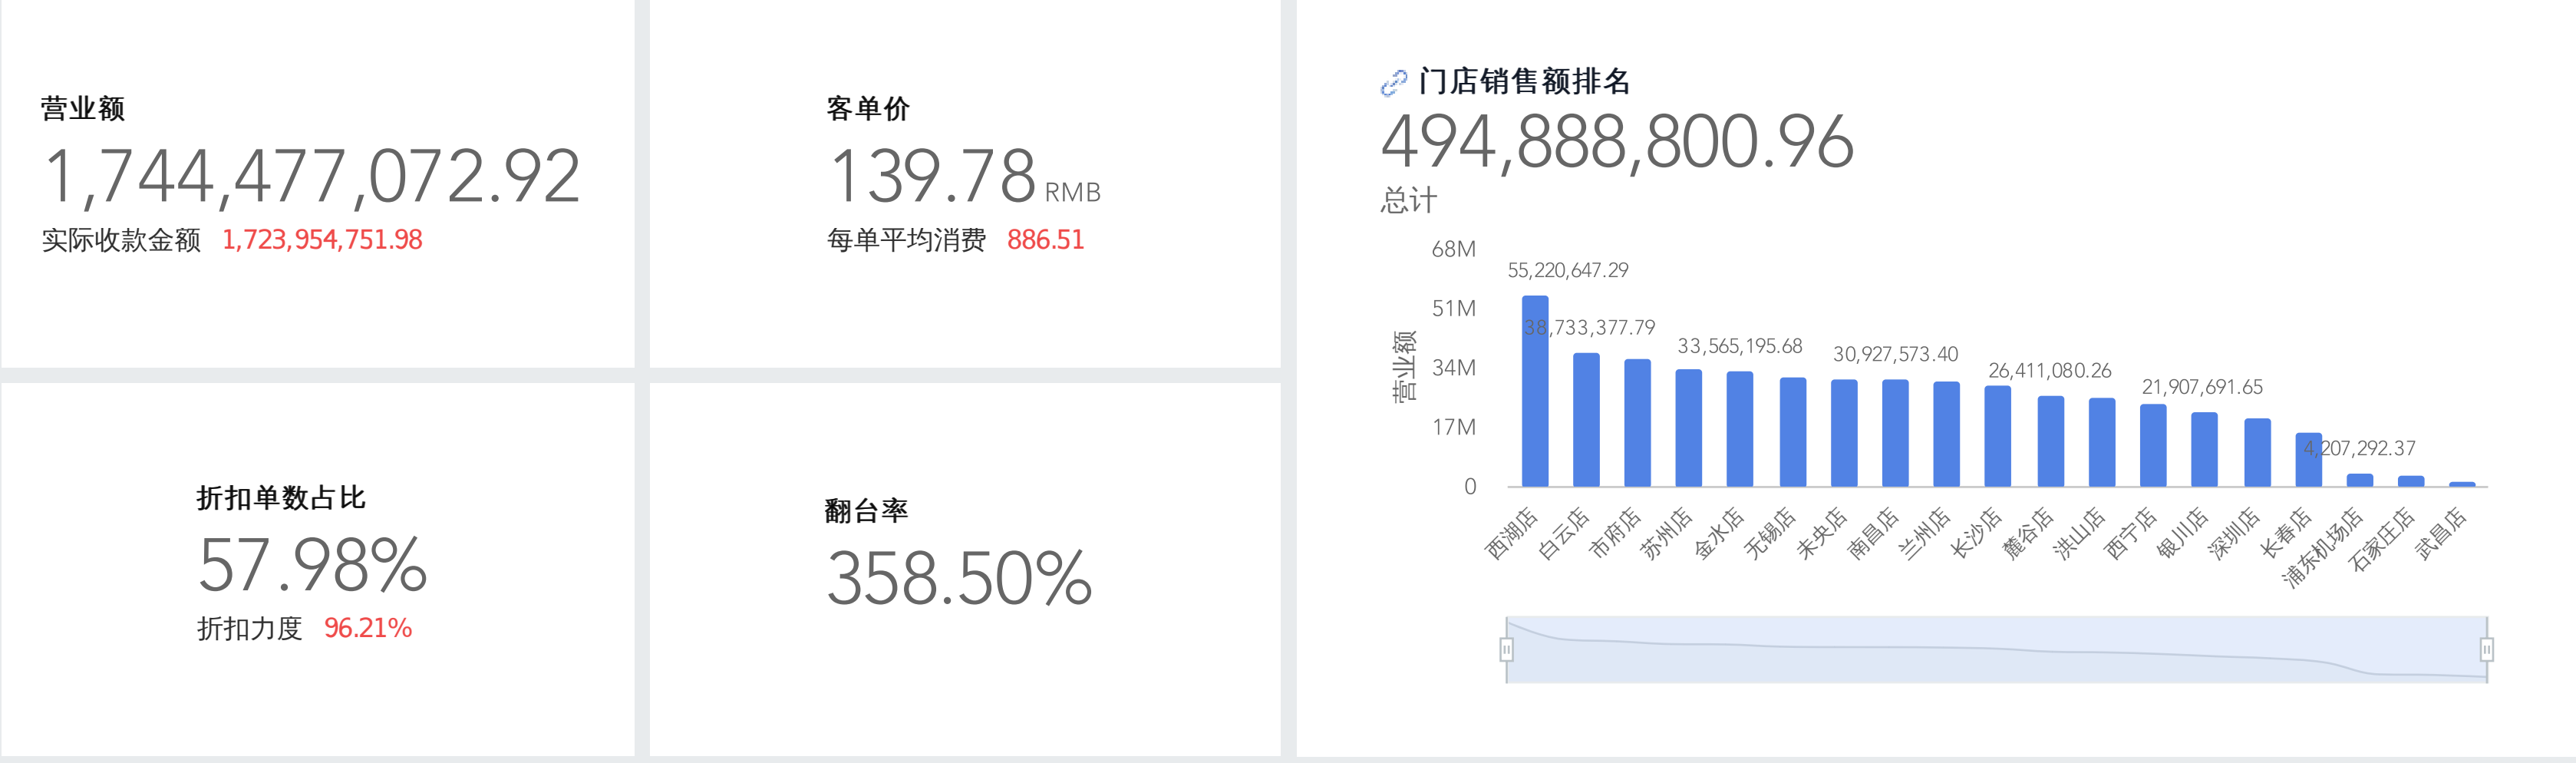 营业额
1,744,477,072.92
实际收款金额 1,723,954,751.98
客单价
139.78 RMB
每单平均消费 886.51
折扣单数占比
57.98%
折扣力度 96.21%
翻台率
358.50%
门店销售额排名
494,888,800.96
总计
营业额
68M
51M
34M
17M
0
55,220,647.29
38,733,377.79
33,565,195.68
30,927,573.40
26,411,080.26
21,907,691.65
4,207,292.37
西湖店
白云店
市府店
苏州店
金水店
无锡店
未央店
南昌店
兰州店
长沙店
麓谷店
洪山店
西宁店
银川店
深圳店
长春店
浦东机场店
石家庄店
武昌店